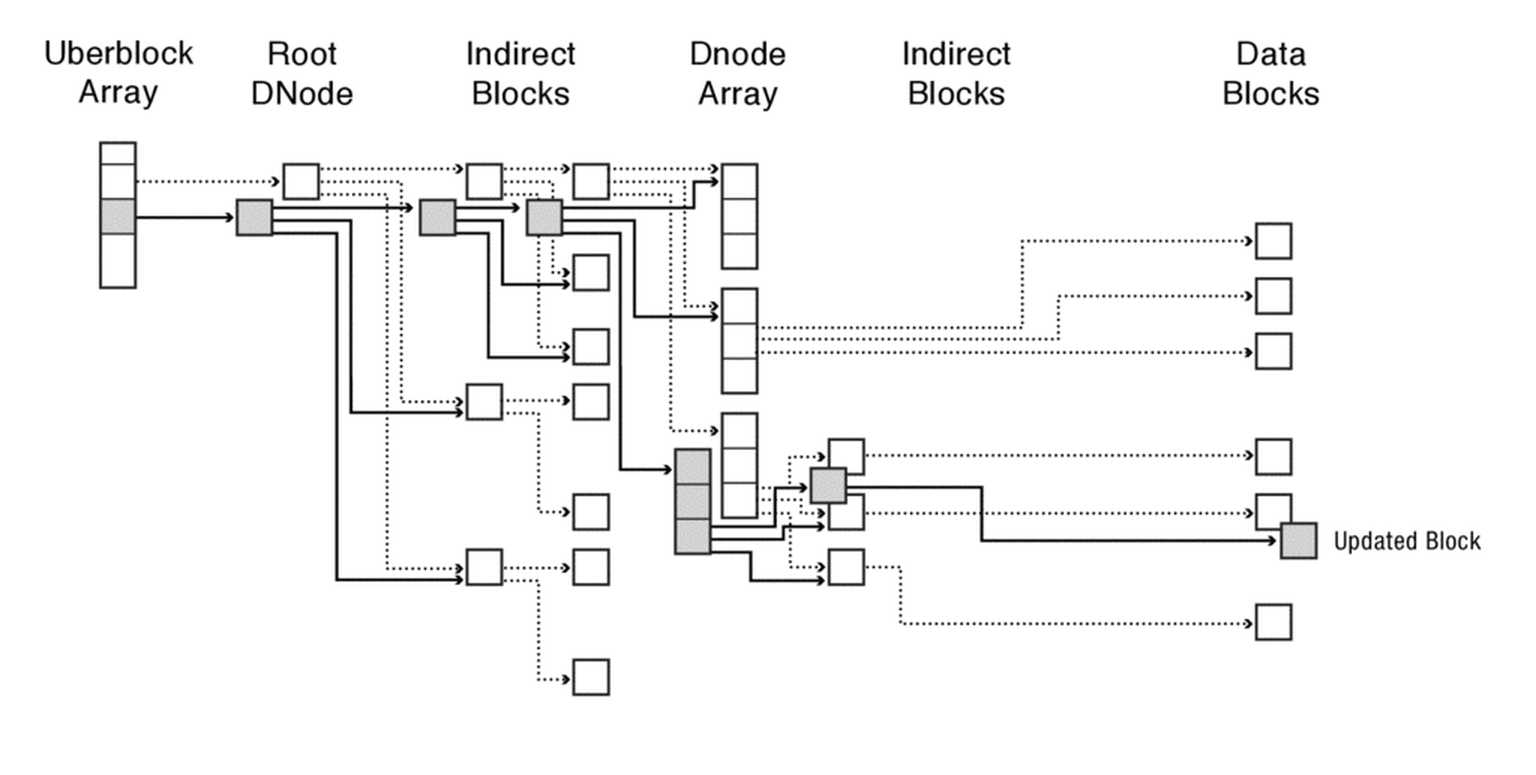 Uberblock
Array
Root
DNode
Indirect
Blocks
Dnode
Array
Indirect
Blocks
Data
Blocks
Updated Block